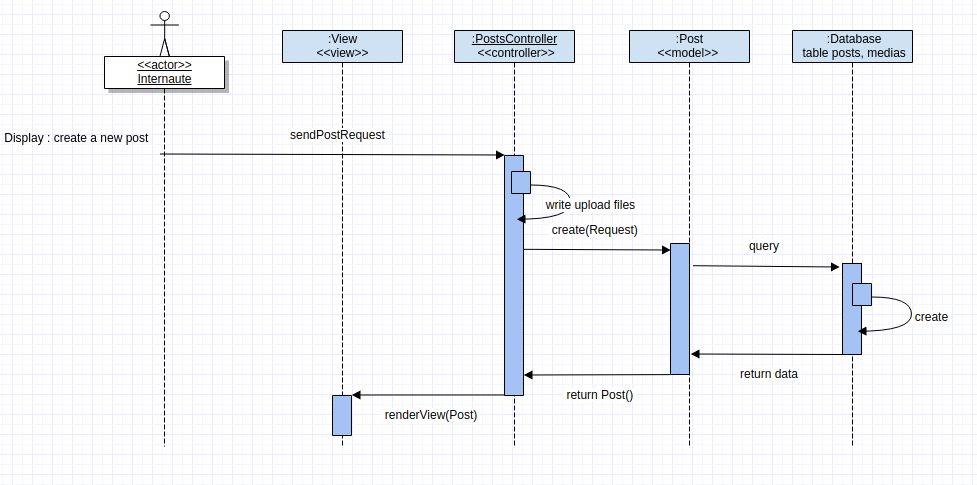 <<actor>>
Internaute
:View
<<view>>
:PostsController
<<controller>>
:Post
<<model>>
:Database
table posts, medias
Display : create a new post
sendPostRequest
write upload files
create(Request)
query
create
return data
return Post()
renderView(Post)